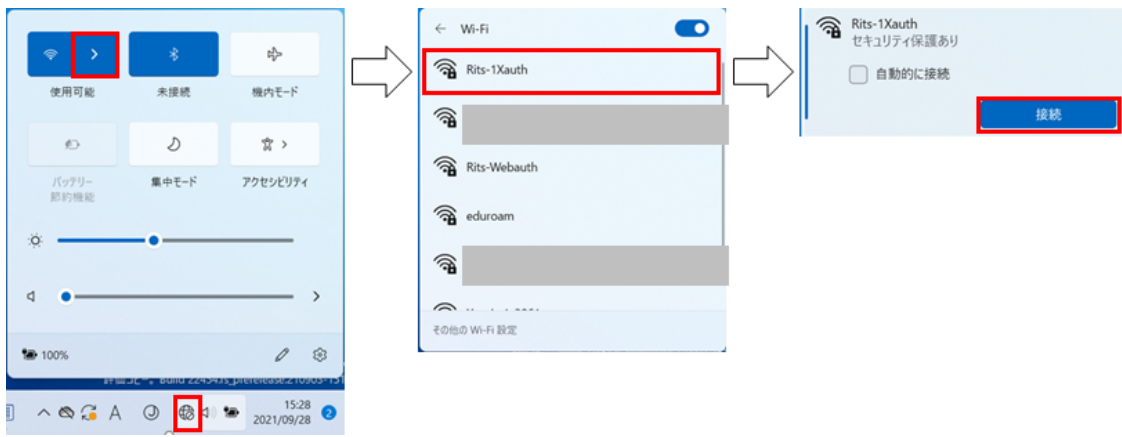 使用可能
未接続
機内モード
バッテリー
節約機能
集中モード
アクセシビリティ
100%
A
15:28
2021/09/28
2
Wi-Fi
Rits-1Xauth
Rits-Webauth
eduroam
その他の Wi-Fi 設定
Rits-1Xauth
セキュリティ保護あり
自動的に接続
接続